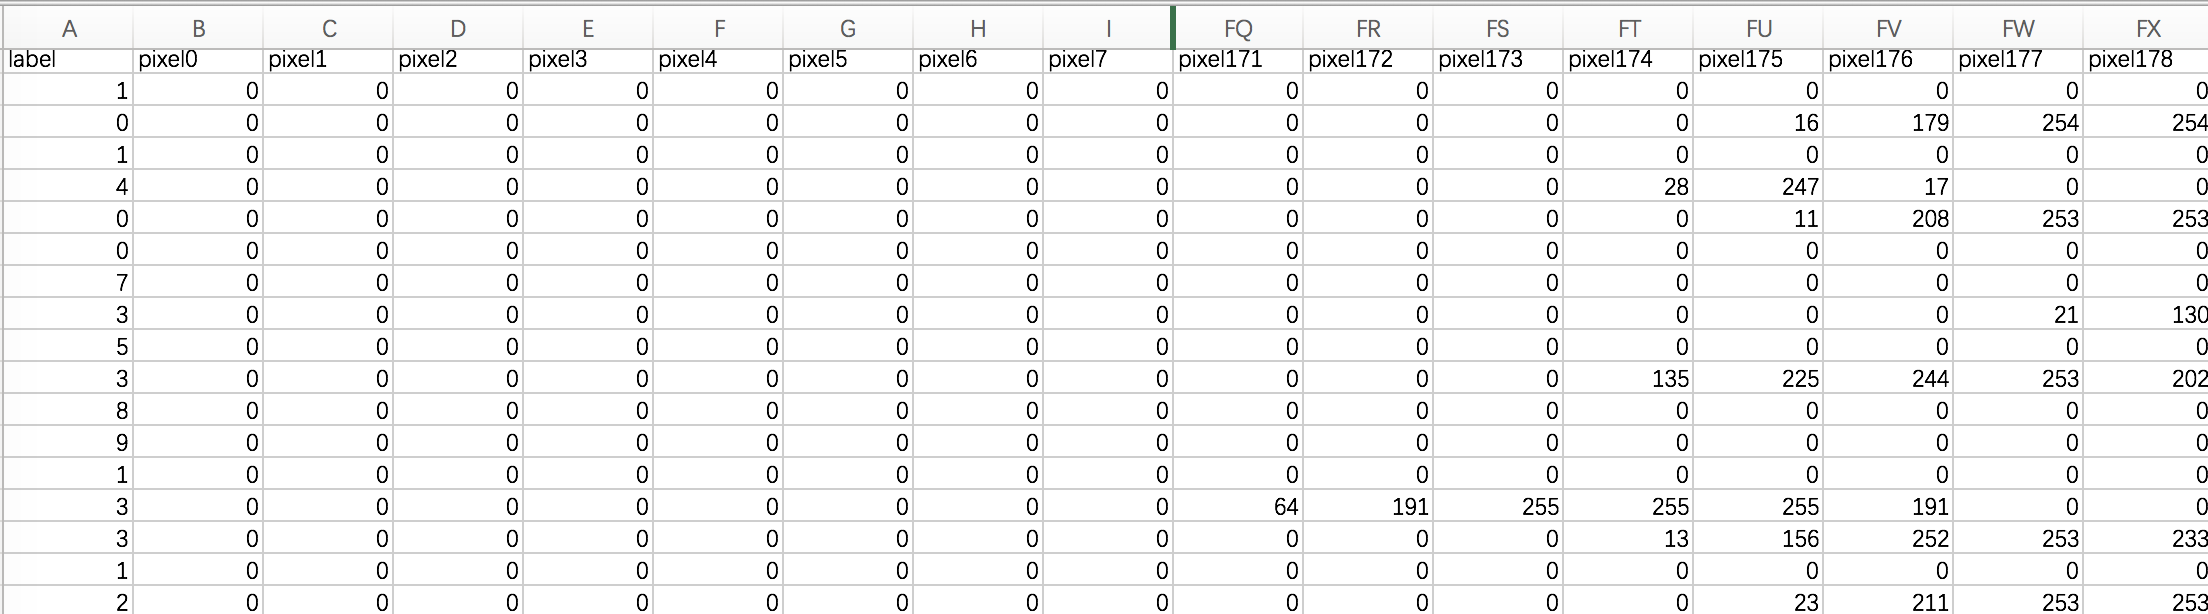 A B C D E F G H I FQ FR FS FT FU FV FW FX
label pixel0 pixel1 pixel2 pixel3 pixel4 pixel5 pixel6 pixel7 pixel171 pixel172 pixel173 pixel174 pixel175 pixel176 pixel177 pixel178
1 0 0 0 0 0 0 0 0 0 0 0 0 0 0 0 0
0 0 0 0 0 0 0 0 0 0 0 0 0 16 179 254 254
1 0 0 0 0 0 0 0 0 0 0 0 0 0 0 0 0
4 0 0 0 0 0 0 0 0 0 0 0 28 247 17 0 0
0 0 0 0 0 0 0 0 0 0 0 0 0 11 208 253 253
0 0 0 0 0 0 0 0 0 0 0 0 0 0 0 0 0
7 0 0 0 0 0 0 0 0 0 0 0 0 0 0 0 0
3 0 0 0 0 0 0 0 0 0 0 0 0 0 0 21 130
5 0 0 0 0 0 0 0 0 0 0 0 0 0 0 0 0
3 0 0 0 0 0 0 0 0 0 0 0 135 225 244 253 202
8 0 0 0 0 0 0 0 0 0 0 0 0 0 0 0 0
9 0 0 0 0 0 0 0 0 0 0 0 0 0 0 0 0
1 0 0 0 0 0 0 0 0 0 0 0 0 0 0 0 0
3 0 0 0 0 0 0 0 0 64 191 255 255 255 191 0 0
3 0 0 0 0 0 0 0 0 0 0 0 13 156 252 253 233
1 0 0 0 0 0 0 0 0 0 0 0 0 0 0 0 0
2 0 0 0 0 0 0 0 0 0 0 0 0 23 211 253 253